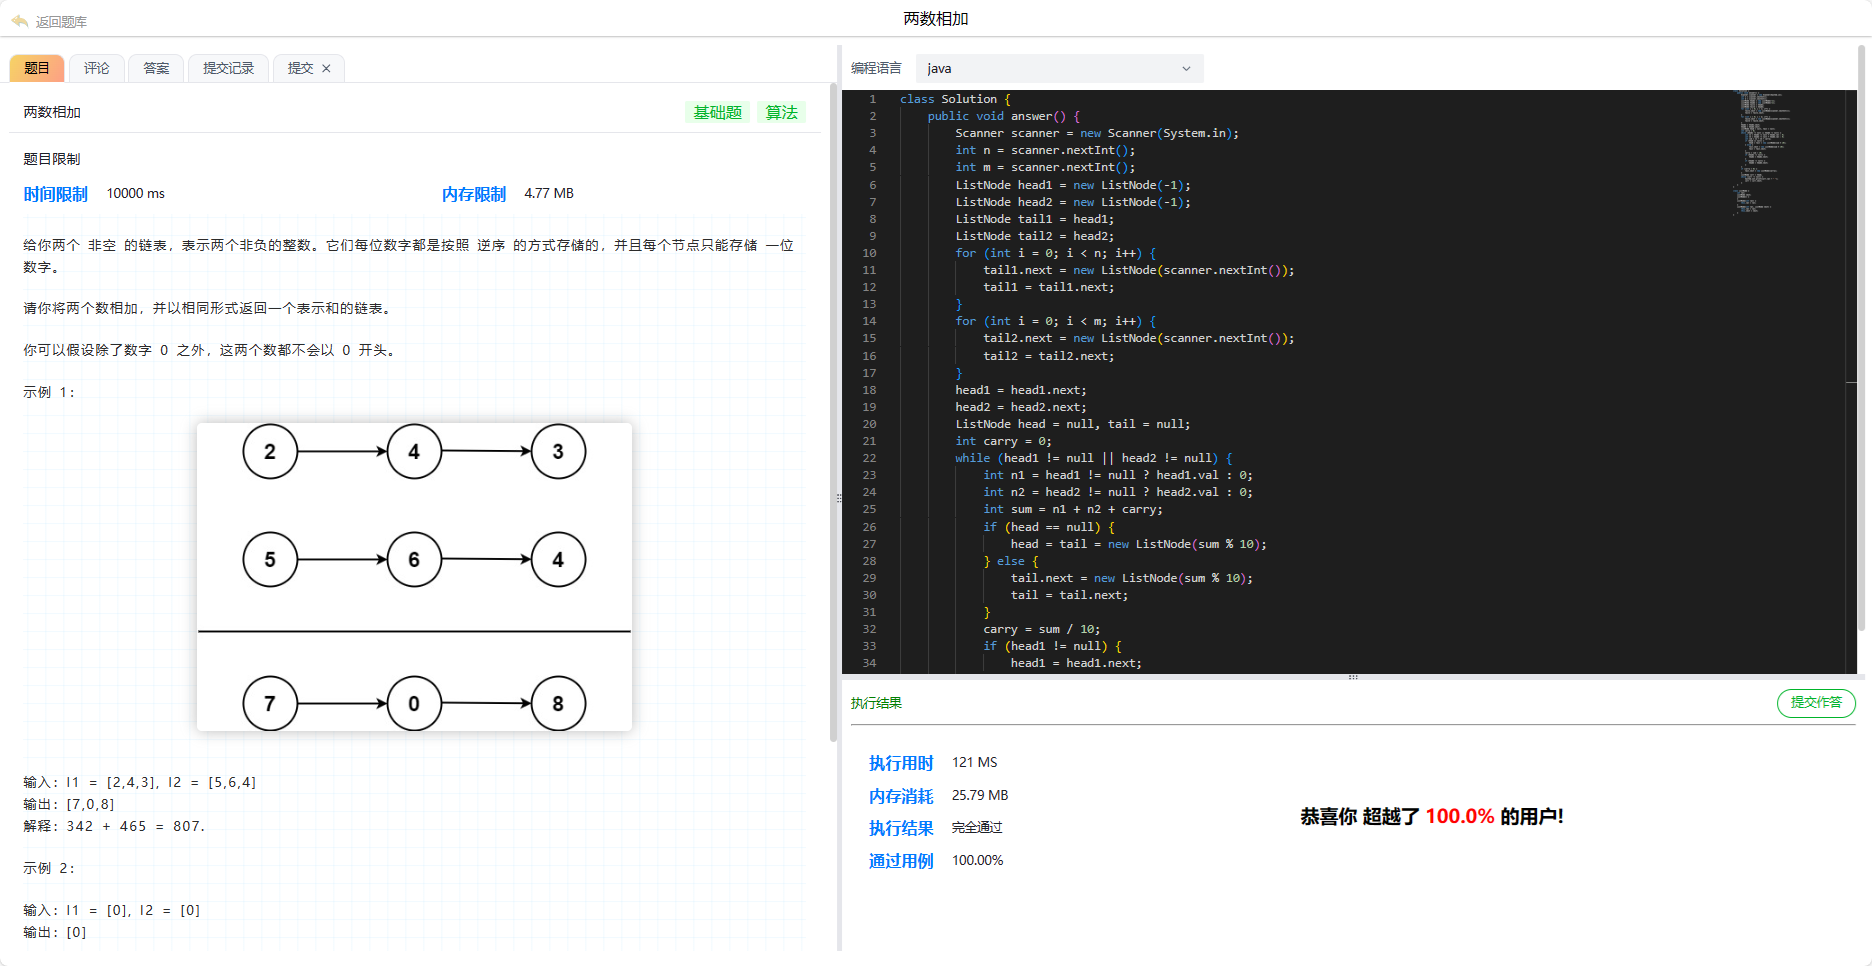 返回题库
两数相加
题目
评论
答案
提交记录
提交 ×
两数相加
基础题 算法
题目限制
时间限制 10000 ms
内存限制 4.77 MB
给你两个 非空 的链表，表示两个非负的整数。它们每位数字都是按照 逆序 的方式存储的，并且每个节点只能存储 一位
数字。
请你将两个数相加，并以相同形式返回一个表示和的链表。
你可以假设除了数字 0 之外，这两个数都不会以 0 开头。
示例 1：
2 4 3
5 6 4
7 0 8
输入：l1 = [2,4,3], l2 = [5,6,4]
输出：[7,0,8]
解释：342 + 465 = 807.
示例 2：
输入：l1 = [0], l2 = [0]
输出：[0]
编程语言 java
1 class Solution {
2 public void answer() {
3 Scanner scanner = new Scanner(System.in);
4 int n = scanner.nextInt();
5 int m = scanner.nextInt();
6 ListNode head1 = new ListNode(-1);
7 ListNode head2 = new ListNode(-1);
8 ListNode tail1 = head1;
9 ListNode tail2 = head2;
10 for (int i = 0; i < n; i++) {
11 tail1.next = new ListNode(scanner.nextInt());
12 tail1 = tail1.next;
13 }
14 for (int i = 0; i < m; i++) {
15 tail2.next = new ListNode(scanner.nextInt());
16 tail2 = tail2.next;
17 }
18 head1 = head1.next;
19 head2 = head2.next;
20 ListNode head = null, tail = null;
21 int carry = 0;
22 while (head1 != null || head2 != null) {
23 int n1 = head1 != null ? head1.val : 0;
24 int n2 = head2 != null ? head2.val : 0;
25 int sum = n1 + n2 + carry;
26 if (head == null) {
27 head = tail = new ListNode(sum % 10);
28 } else {
29 tail.next = new ListNode(sum % 10);
30 tail = tail.next;
31 }
32 carry = sum / 10;
33 if (head1 != null) {
34 head1 = head1.next;
执行结果
提交作答
执行用时 121 MS
内存消耗 25.79 MB
执行结果 完全通过
通过用例 100.00%
恭喜你 超越了 100.0% 的用户!